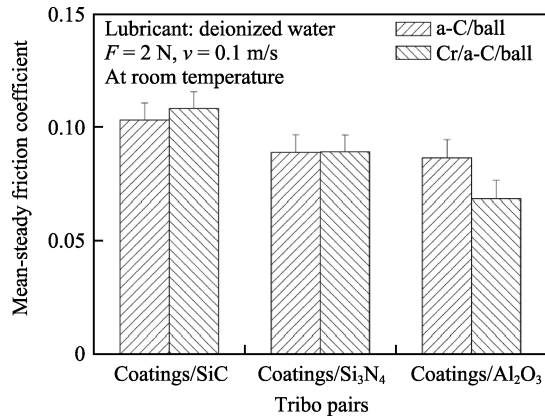 0.15
0.10
0.05
0
Mean-steady friction coefficient
Lubricant: deionized water
F = 2 N, v = 0.1 m/s
At room temperature
a-C/ball
Cr/a-C/ball
Coatings/SiC
Coatings/Si₃N₄
Coatings/Al₂O₃
Tribo pairs